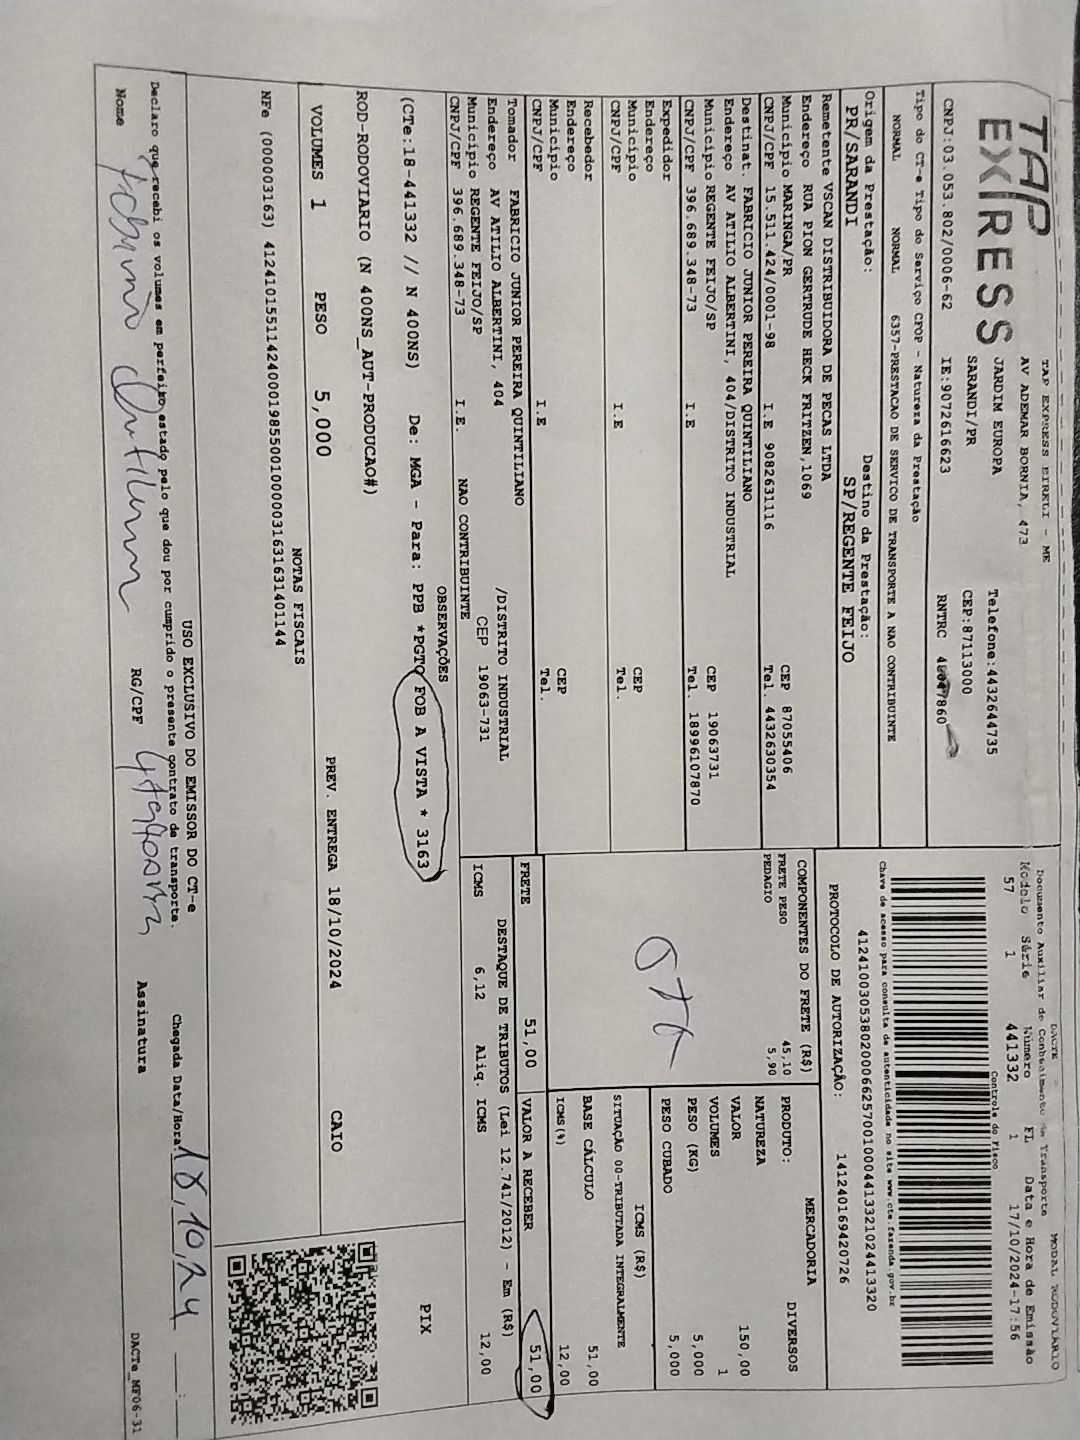 TAP EXPRESS
TAP EXPRESS EIRELI - ME
AV ADEMAR BORNIA, 473
JARDIM EUROPA
SARANDI/PR
Telefone:4432644735
CEP:87113000
CNPJ:03.053.802/0006-62 IE:9072616623 RNTRC
Tipo do CT-e Tipo do Serviço CFOP - Natureza da Prestação
NORMAL NORMAL 6357-PRESTACAO DE SERVICO DE TRANSPORTE A NAO CONTRIBUINTE
Origem da Prestação: Destino da Prestação:
PR/SARANDI SP/REGENTE FEIJO
Remetente VSCAN DISTRIBUIDORA DE PECAS LTDA
Endereço RUA PION GERTRUDE HECK FRITZEN,1069
Município MARINGA/PR CEP 87055406
CNPJ/CPF 15.511.424/0001-98 I.E 9082631116 Tel. 4432630354
Destinat. FABRICIO JUNIOR PEREIRA QUINTILIANO
Endereço AV ATILIO ALBERTINI, 404/DISTRITO INDUSTRIAL
Município REGENTE FEIJO/SP CEP 19063731
CNPJ/CPF 396.689.348-73 I.E Tel. 18996107870
Expedidor
Endereço
Município CEP
CNPJ/CPF I.E Tel.
Recebedor
Endereço
Município CEP
CNPJ/CPF I.E Tel.
Tomador FABRICIO JUNIOR PEREIRA QUINTILIANO
Endereço AV ATILIO ALBERTINI, 404 /DISTRITO INDUSTRIAL
Município REGENTE FEIJO/SP CEP 19063-731
CNPJ/CPF 396.689.348-73 I.E. NAO CONTRIBUINTE
DACTE MODAL RODOVIÁRIO
Documento Auxiliar do Conhecimento de Transporte
Modelo Série Número FL Data e Hora de Emissão
57 1 441332 1 17/10/2024-17:56
Controle do Fisco
Chave de acesso para consulta de autenticidade no site www.cte.fazenda.gov.br
41241003053802000662570010004413321024413320
PROTOCOLO DE AUTORIZAÇÃO: 141240169420726
COMPONENTES DO FRETE (R$)
FRETE PESO 45,10
PEDAGIO 5,90
MERCADORIA
PRODUTO: DIVERSOS
NATUREZA
VALOR 150,00
VOLUMES 1
PESO (KG) 5,000
PESO CUBADO 5,000
ICMS (R$)
SITUAÇÃO 00-TRIBUTADA INTEGRALMENTE
BASE CÁLCULO 51,00
ICMS(%) 12,00
FRETE 51,00 VALOR A RECEBER 51,00
DESTAQUE DE TRIBUTOS (Lei 12.741/2012) - Em (R$)
ICMS 6,12 Aliq. ICMS 12,00
OBSERVAÇÕES
(CTe:18-441332 // N 400NS) De: MGA - Para: PPB *PGTO FOB A VISTA * 3163
ROD-RODOVIARIO (N 400NS_AUT-PRODUCAO#)
PIX
VOLUMES 1 PESO 5,000 PREV. ENTREGA 18/10/2024 CAIO
NOTAS FISCAIS
NFe (000003163) 41241015511424000198550010000031631631401144
USO EXCLUSIVO DO EMISSOR DO CT-e
Declaro que recebi os volumes em perfeito estado pelo que dou por cumprido o presente contrato de transporte.
Chegada Data/Hora: 18,10,24
Nome RG/CPF Assinatura
DACTe_MF06-31